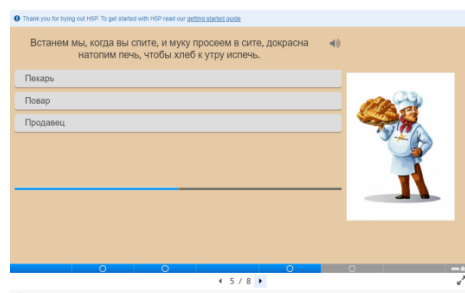 Thank you for trying out H5P. To get started with H5P read our getting started guide
Встанем мы, когда вы спите, и муку просеем в сите, докрасна
натопим печь, чтобы хлеб к утру испечь.
Пекарь
Повар
Продавец
5 / 8